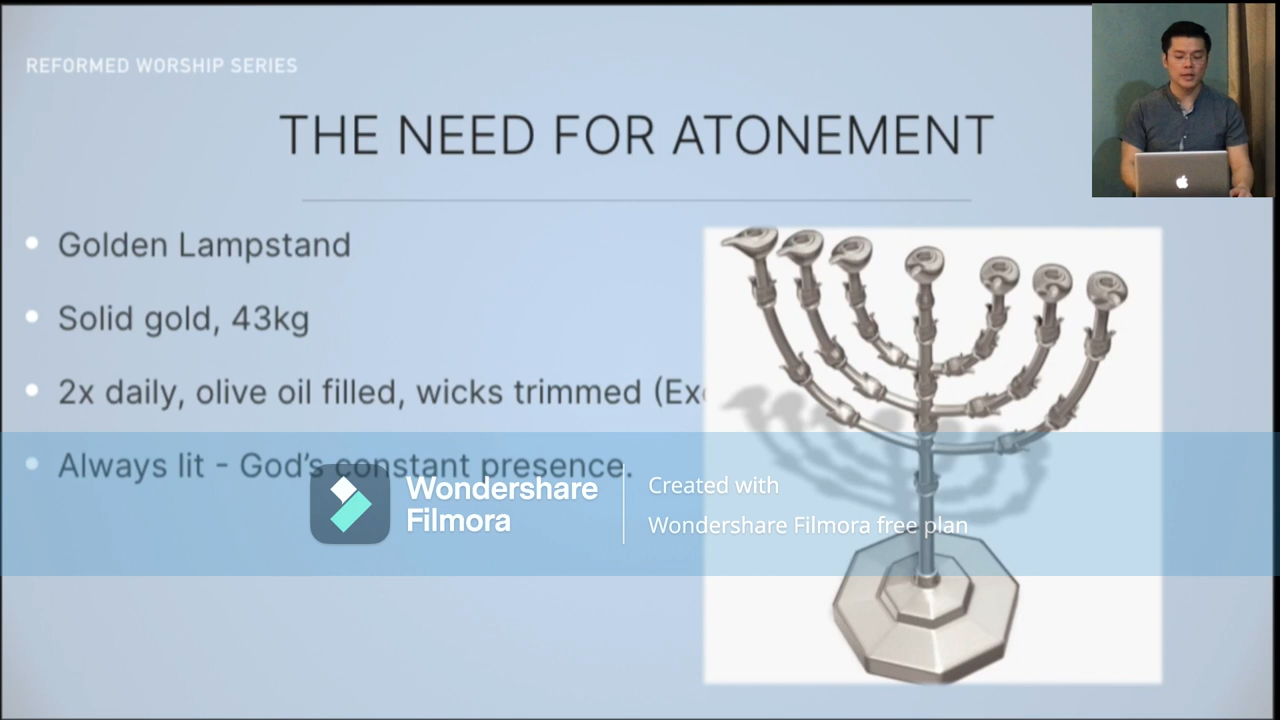 REFORMED WORSHIP SERIES
THE NEED FOR ATONEMENT
Golden Lampstand
Solid gold, 43kg
2x daily, olive oil filled, wicks trimmed
Always lit - God's constant presence.
Wondershare
Filmora
Created with
Wondershare Filmora free plan